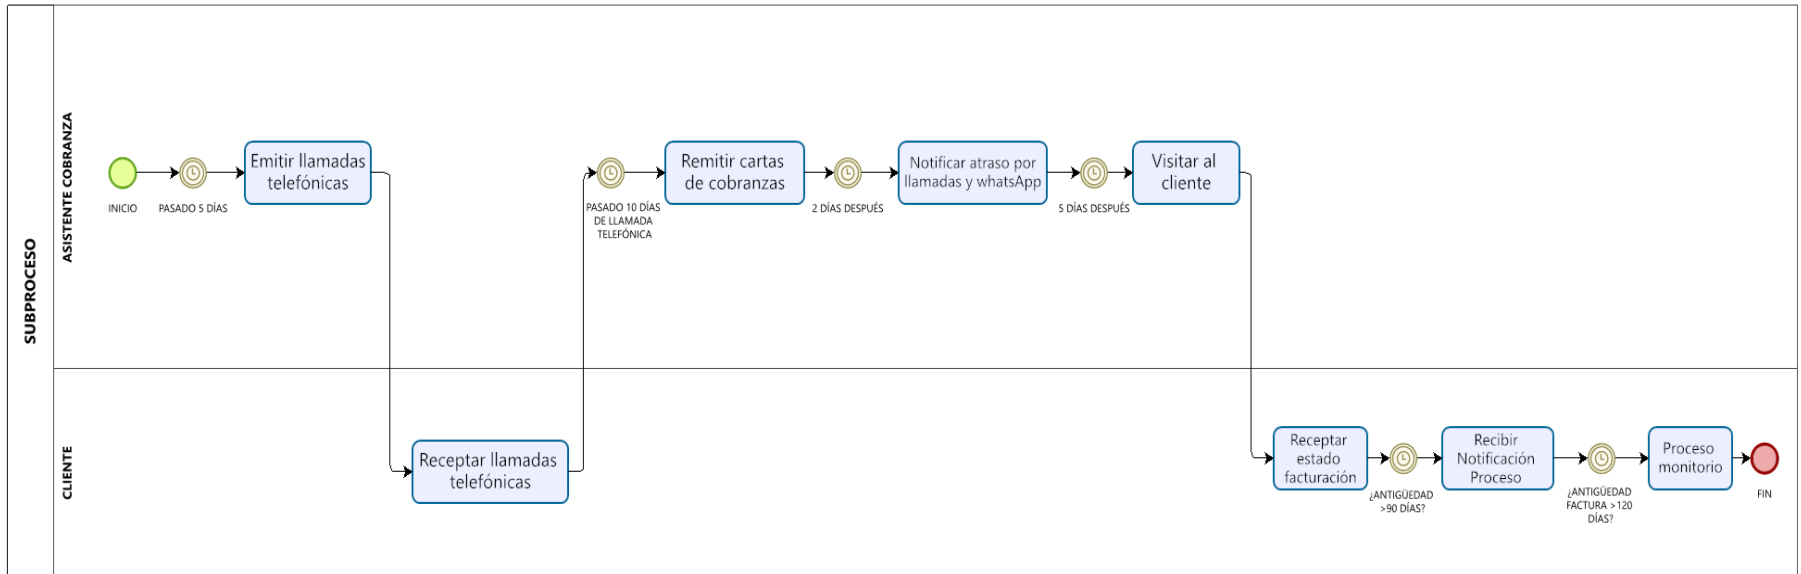 SUBPROCESO
ASISTENTE COBRANZA
INICIO
PASADO 5 DÍAS
Emitir llamadas
telefónicas
PASADO 10 DÍAS
DE LLAMADA
TELEFÓNICA
Remitir cartas
de cobranzas
2 DÍAS DESPUÉS
Notificar atraso por
llamadas y whatsApp
5 DÍAS DESPUÉS
Visitar al
cliente
CLIENTE
Receptar llamadas
telefónicas
Receptar
estado
facturación
¿ANTIGÜEDAD
>90 DÍAS?
Recibir
Notificación
Proceso
¿ANTIGÜEDAD
FACTURA >120
DÍAS?
Proceso
monitorio
FIN